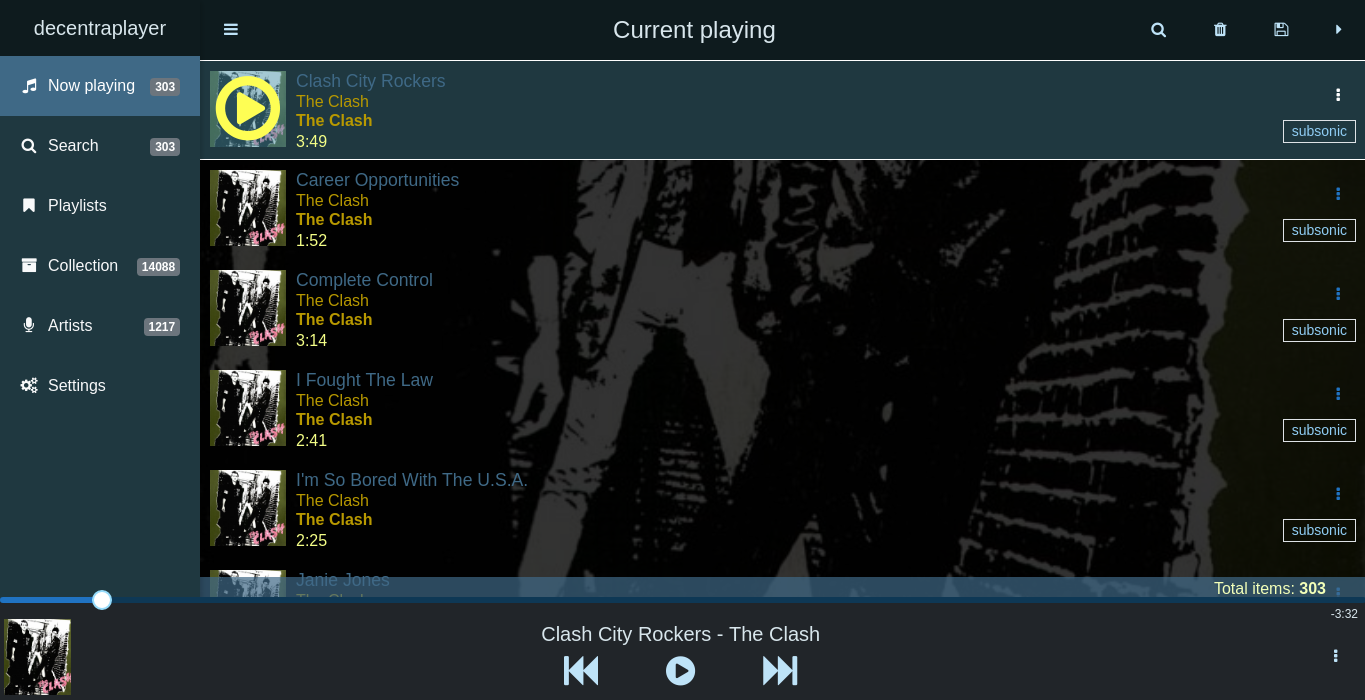 decentraplayer
Current playing
Now playing 303
Search 303
Playlists
Collection 14088
Artists 1217
Settings
Clash City Rockers
The Clash
The Clash
3:49
subsonic
Career Opportunities
The Clash
The Clash
1:52
subsonic
Complete Control
The Clash
The Clash
3:14
subsonic
I Fought The Law
The Clash
The Clash
2:41
subsonic
I'm So Bored With The U.S.A.
The Clash
The Clash
2:25
subsonic
Janie Jones
The Clash
Total items: 303
-3:32
Clash City Rockers - The Clash